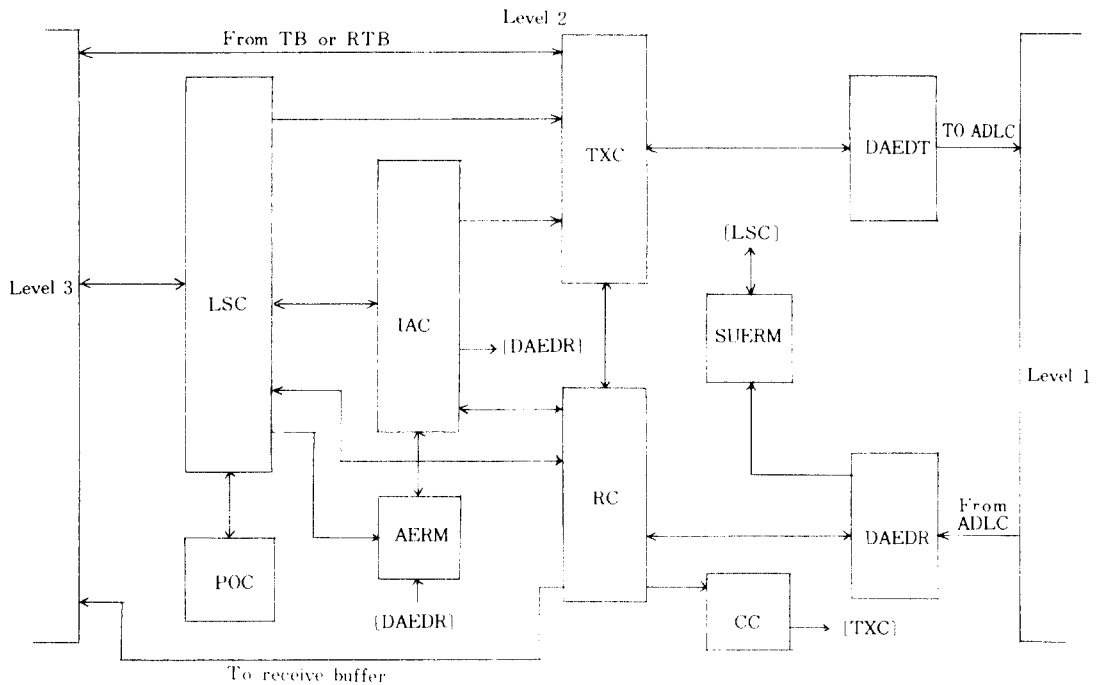 Level 2
From TB or RTB
TXC
DAEDT
TO ADLC
[LSC]
Level 3
LSC
IAC
[DAEDR]
SUERM
Level 1
RC
From
ADLC
DAEDR
AERM
POC
[DAEDR]
CC
[TXC]
To receive buffer